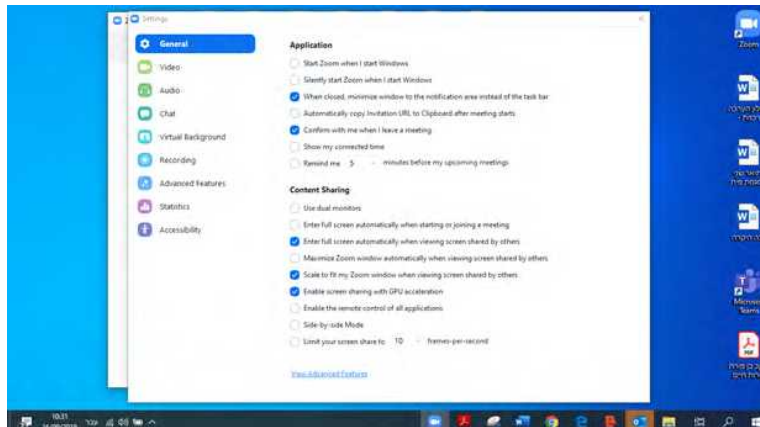 Settings
General
Video
Audio
Chat
Virtual Background
Recording
Advanced Features
Statistics
Accessibility
Application
Start Zoom when I start Windows
Silently start Zoom when I start Windows
When closed, minimize window to the notification area instead of the task bar
Automatically copy Invitation URL to Clipboard after meeting starts
Confirm with me when I leave a meeting
Show my connected time
Remind me 5 minutes before my upcoming meetings
Content Sharing
Use dual monitors
Enter full screen automatically when starting or joining a meeting
Enter full screen automatically when viewing screen shared by others
Maximize Zoom window automatically when viewing screen shared by others
Scale to fit my Zoom window when viewing screen shared by others
Enable screen sharing with GPU acceleration
Enable the remote control of all applications
Side-by-side Mode
Limit your screen share to 10 frames-per-second
View Advanced Features
Zoom
Microsoft
Teams
PDF
10:31
עבר